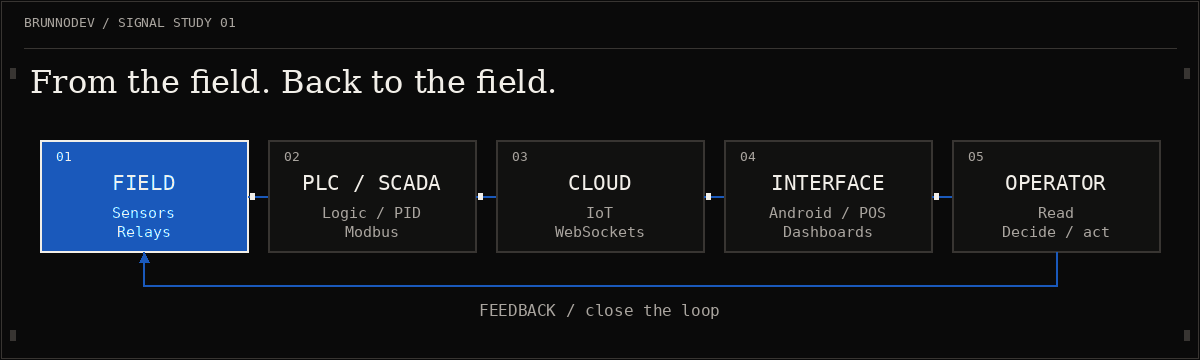 BRUNNODEV / SIGNAL STUDY 01
From the field. Back to the field.
01
FIELD
Sensors
Relays
02
PLC / SCADA
Logic / PID
Modbus
03
CLOUD
IoT
WebSockets
04
INTERFACE
Android / POS
Dashboards
05
OPERATOR
Read
Decide / act
FEEDBACK / close the loop